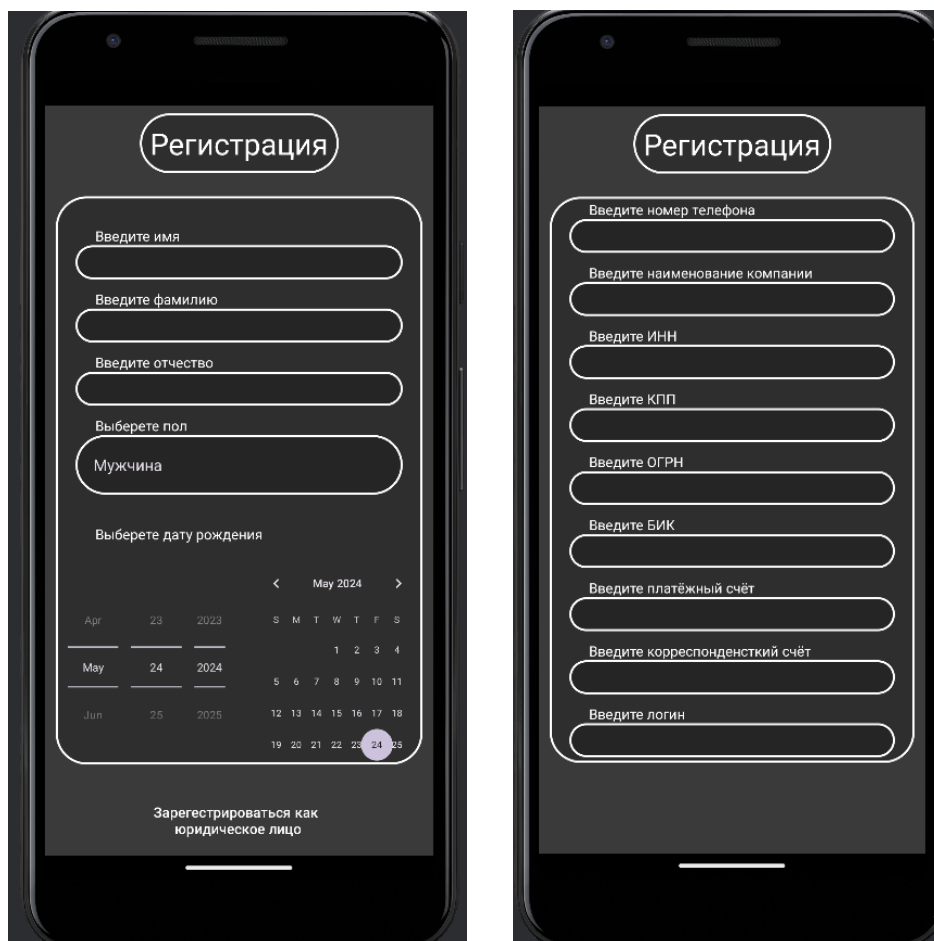 Регистрация
Введите имя
Введите фамилию
Введите отчество
Выберете пол
Мужчина
Выберете дату рождения
May 2024
S M T W T F S
Apr 23 2023
1 2 3 4
May 24 2024
5 6 7 8 9 10 11
Jun 25 2025
12 13 14 15 16 17 18
19 20 21 22 23 24 25
Зарегестрироваться как
юридическое лицо
Регистрация
Введите номер телефона
Введите наименование компании
Введите ИНН
Введите КПП
Введите ОГРН
Введите БИК
Введите платёжный счёт
Введите корреспонденсткий счёт
Введите логин